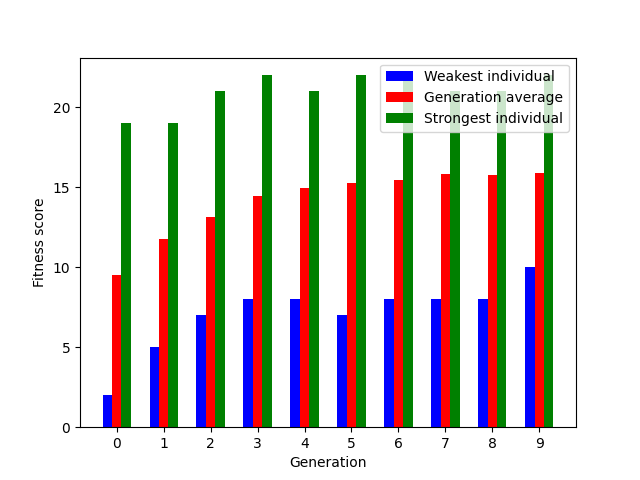 Weakest individual
Generation average
Strongest individual
Fitness score
20
15
10
5
0
0 1 2 3 4 5 6 7 8 9
Generation